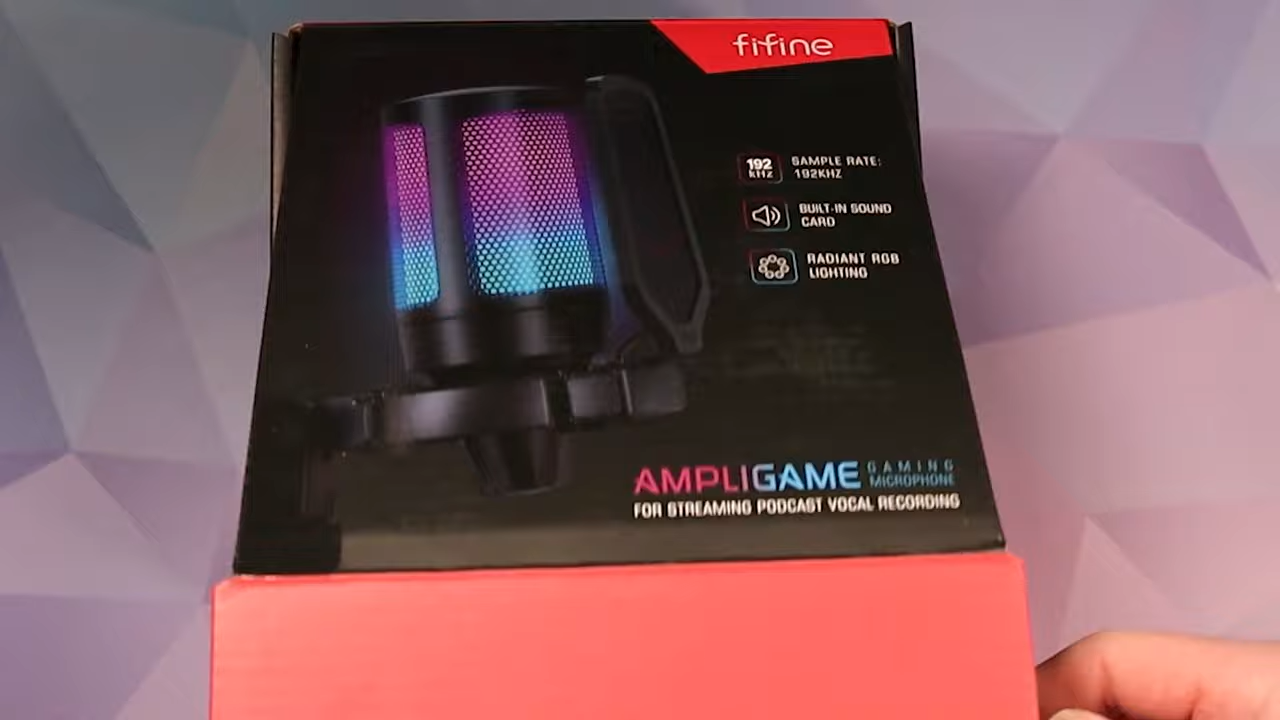 fifine
192
kHz
SAMPLE RATE:
192KHZ
BUILT-IN SOUND
CARD
RADIANT RGB
LIGHTING
AMPLIGAME
GAMING
MICROPHONE
FOR STREAMING PODCAST VOCAL RECORDING